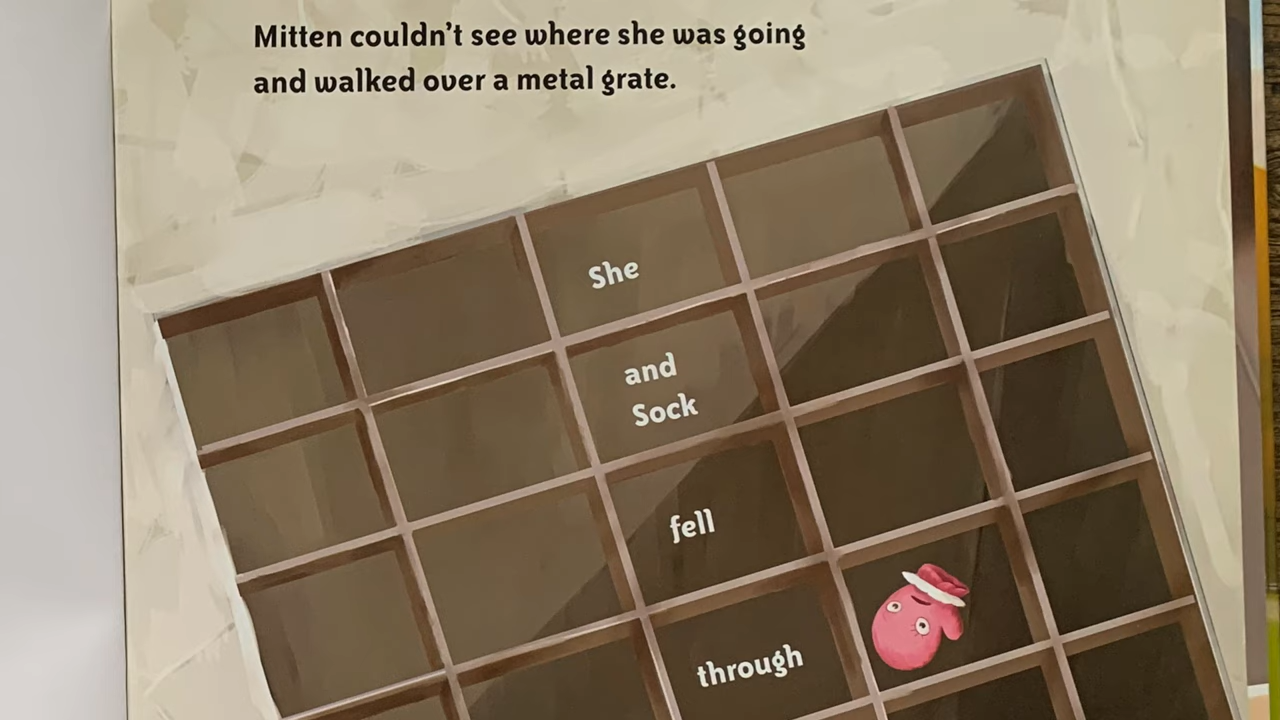 Mitten couldn't see where she was going
and walked over a metal grate.
She
and
Sock
fell
through